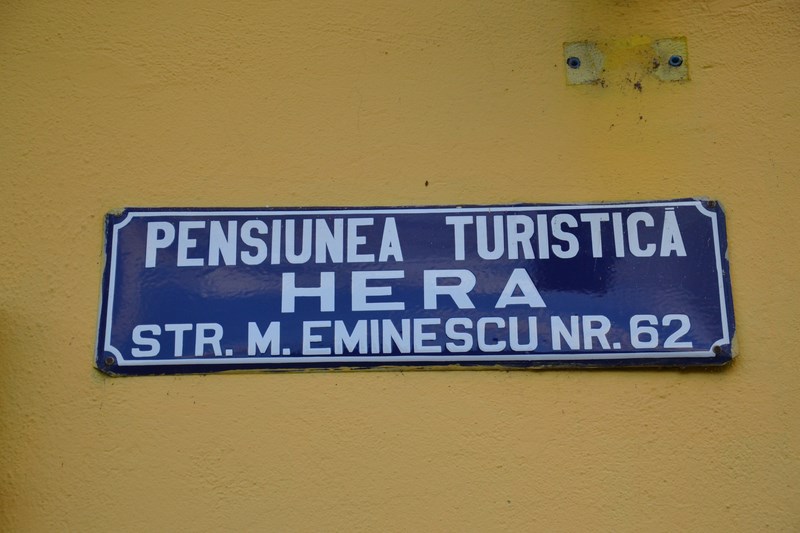 PENSIUNEA TURISTICĂ
HERA
STR. M. EMINESCU NR. 62